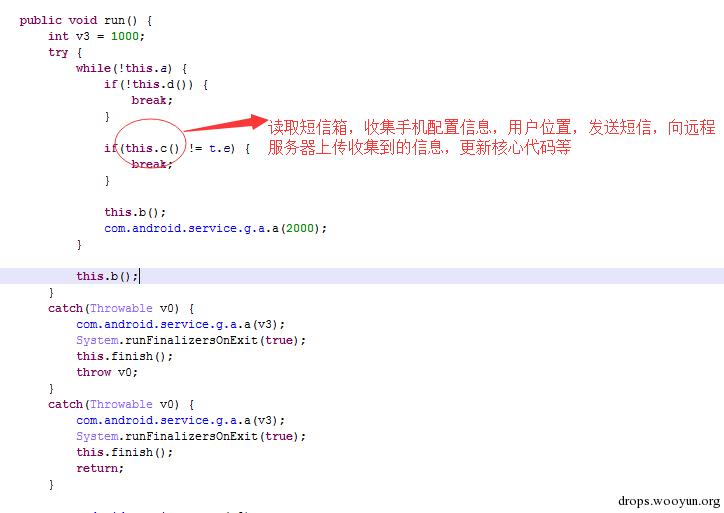 public void run() {
int v3 = 1000;
try {
while(!this.a) {
if(!this.d()) {
break;
}
if(this.c() != t.e) {
break;
}
读取短信箱，收集手机配置信息，用户位置，发送短信，向远程
服务器上传收集到的信息，更新核心代码等
this.b();
com.android.service.g.a.a(2000);
}
this.b();
}
catch(Throwable v0) {
com.android.service.g.a.a(v3);
System.runFinalizersOnExit(true);
this.finish();
throw v0;
}
catch(Throwable v0) {
com.android.service.g.a.a(v3);
System.runFinalizersOnExit(true);
this.finish();
return;
}
drops.wooyun.org